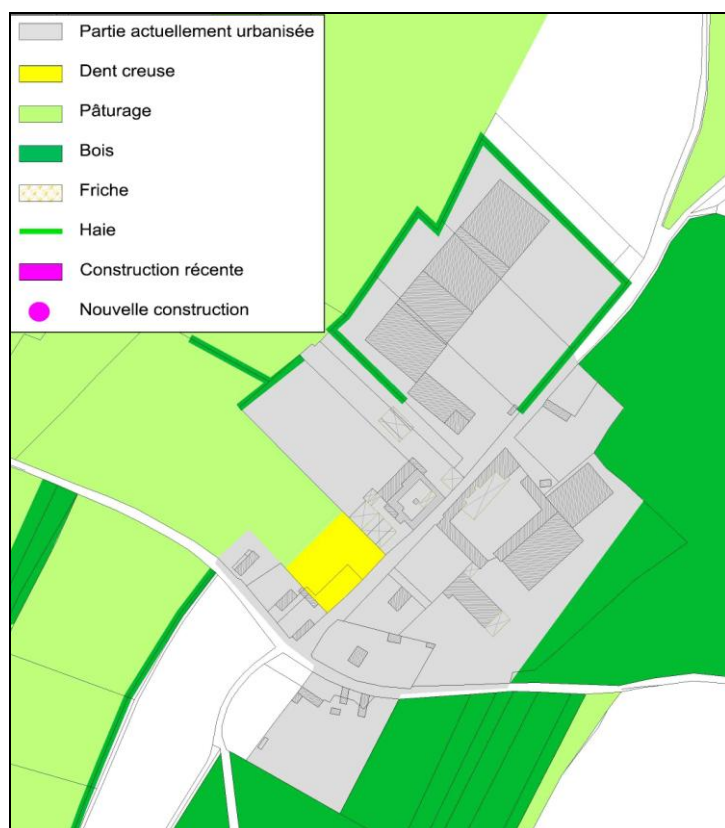 Partie actuellement urbanisée
Dent creuse
Pâturage
Bois
Friche
Haie
Construction récente
Nouvelle construction